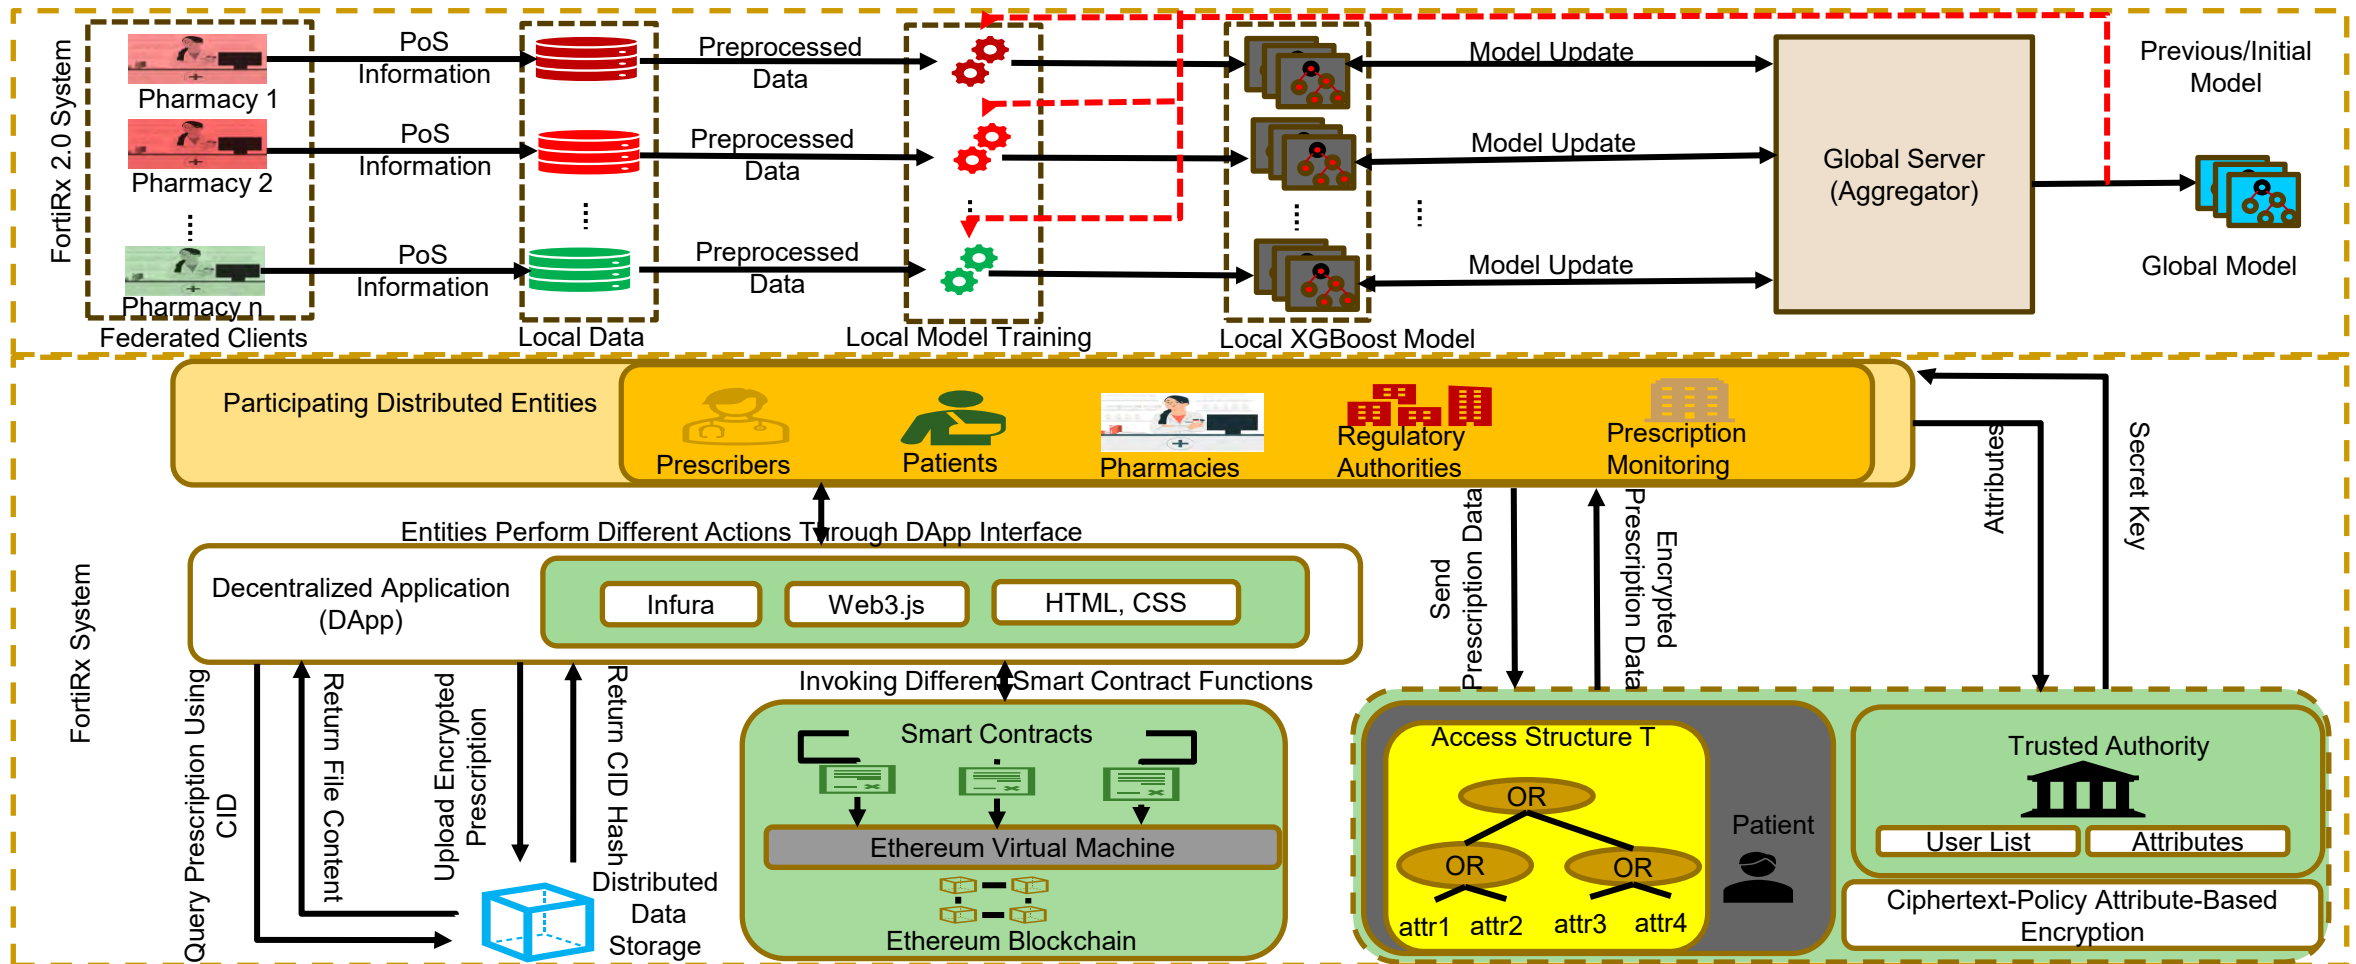 FortiRx 2.0 System
Pharmacy 1
Pharmacy 2
Pharmacy n
Federated Clients
PoS
Information
PoS
Information
PoS
Information
Local Data
Preprocessed
Data
Preprocessed
Data
Preprocessed
Data
Local Model Training
Local XGBoost Model
Model Update
Model Update
Model Update
Global Server
(Aggregator)
Previous/Initial
Model
Global Model
FortiRx System
Participating Distributed Entities
Prescribers
Patients
Pharmacies
Regulatory
Authorities
Prescription
Monitoring
Entities Perform Different Actions Through DApp Interface
Decentralized Application
(DApp)
Infura
Web3.js
HTML, CSS
Query Prescription Using
CID
Return File Content
Upload Encrypted
Prescription
Return CID Hash
Distributed
Data
Storage
Invoking Different Smart Contract Functions
Smart Contracts
Ethereum Virtual Machine
Ethereum Blockchain
Send
Prescription Data
Encrypted
Prescription Data
Attributes
Secret Key
Access Structure T
OR
OR
OR
attr1
attr2
attr3
attr4
Patient
Trusted Authority
User List
Attributes
Ciphertext-Policy Attribute-Based
Encryption